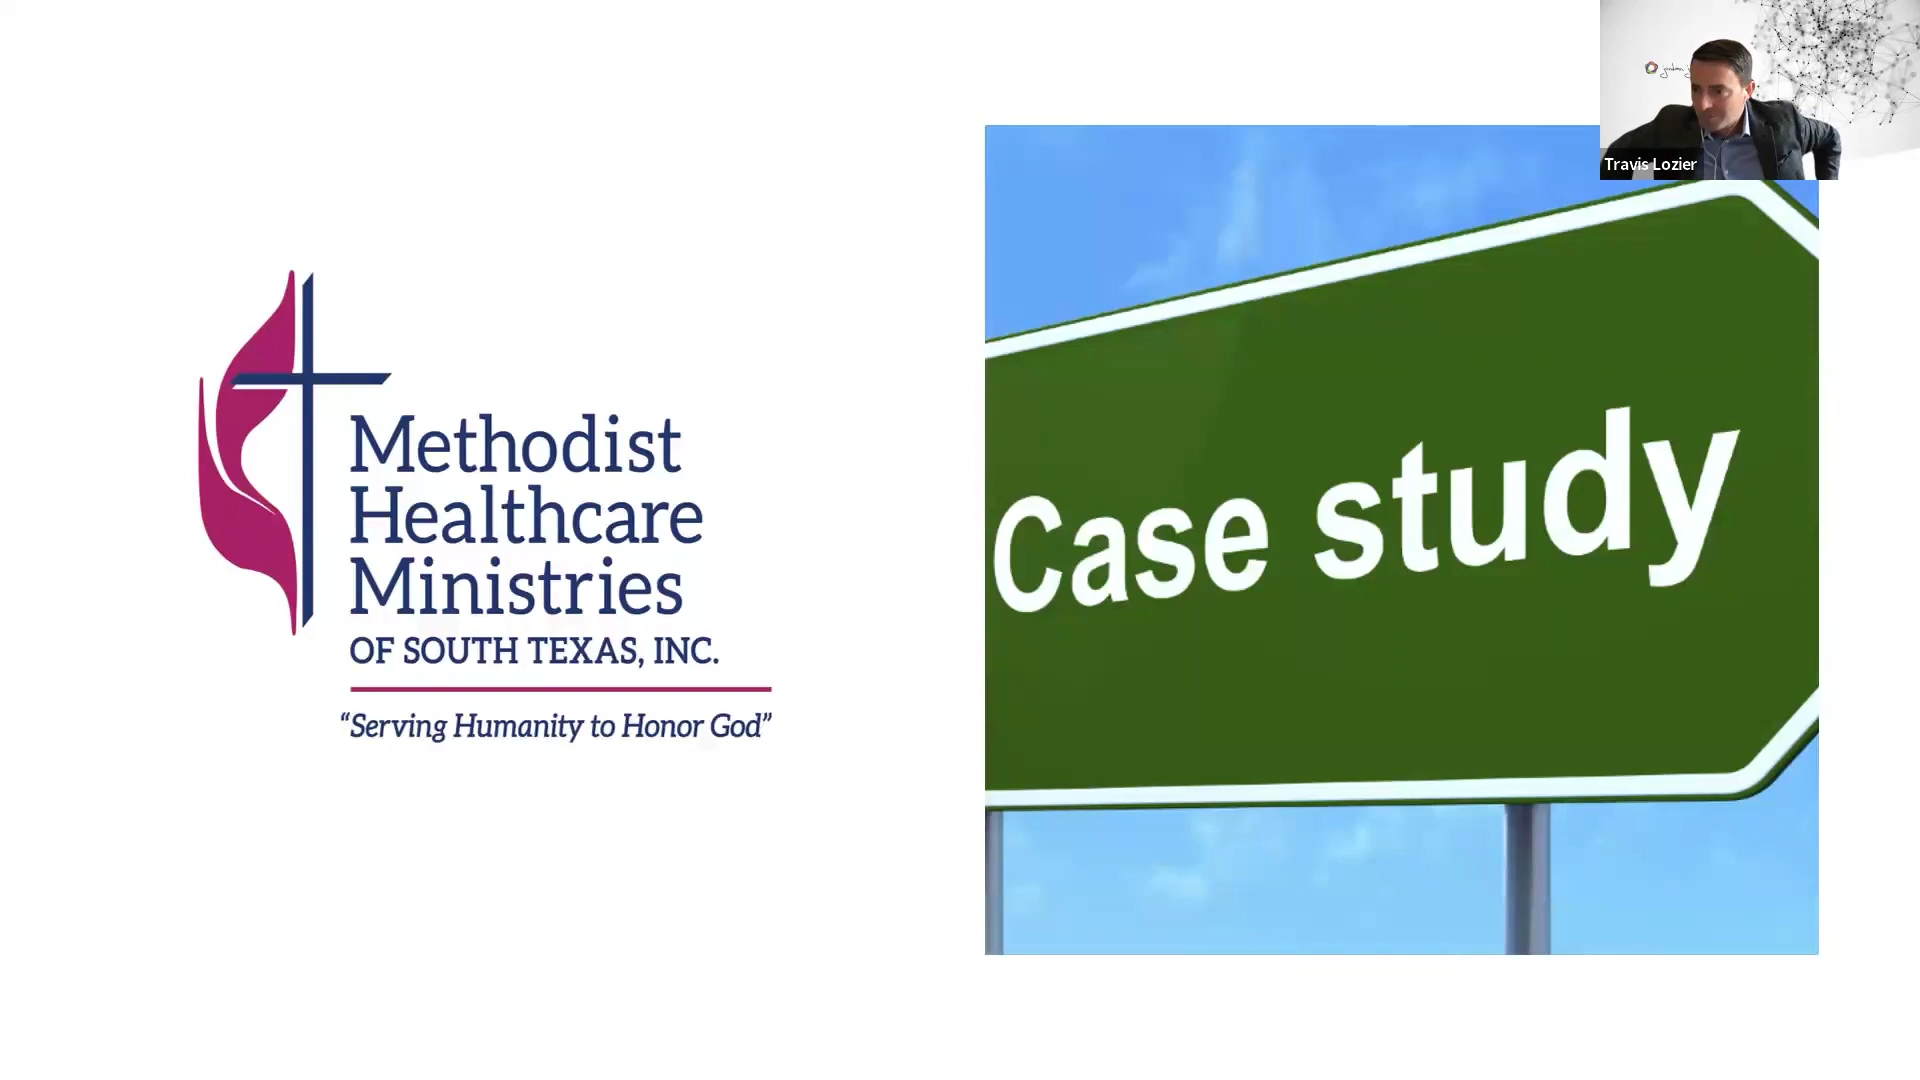 Travis Lozier
Methodist
Healthcare
Ministries
OF SOUTH TEXAS, INC.
“Serving Humanity to Honor God”
Case study